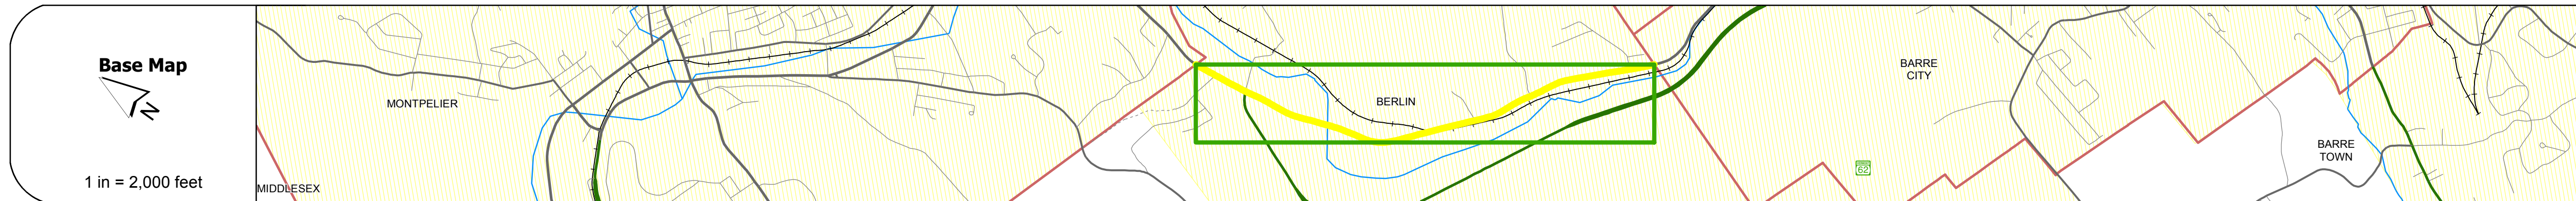 Base Map
N
1 in = 2,000 feet
MONTPELIER
MIDDLESEX
BERLIN
BARRE
CITY
62
BARRE
TOWN